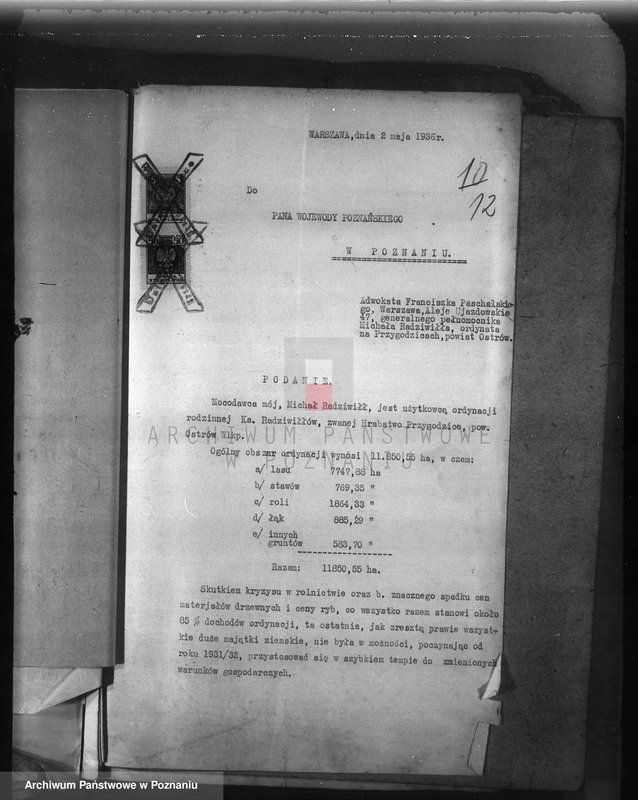 WARSZAWA,dnia 2 maja 1936r.
10
12
Do
PANA WOJEWODY POZNAŃSKIEGO
W POZNANIU.
Adwokata Franciszka Paschalskie-
go, Warszawa,Aleje Ujazdowskie
47, generalnego pełnomocnika
Michała Radziwiłła, ordynata
na Przygodzicach,powiat Ostrów.
PODANIE.
Mocodawca mój, Michał Radziwiłł, jest użytkowcą ordynacji
rodzinnej Ks. Radziwiłłów, zwanej Hrabstwo Przygodzice, pow.
Ostrów Wlkp.
ARCHIWUM PAŃSTWOWE
W POZNANIU
Ogólny obszar ordynacji wynosi 11.850,55 ha, w czem:
a/ lasu 7747,88 ha
b/ stawów 769,35 "
c/ roli 1864,33 "
d/ łąk 885,29 "
e/ innych
gruntów 583,70 "
Razem: 11850,55 ha.
Skutkiem kryzysu w rolnictwie oraz b. znacznego spadku cen
materjałów drzewnych i ceny ryb, co wszystko razem stanowi około
85 % dochodów ordynacji, ta ostatnia, jak zresztą prawie wszyst-
kie duże majątki ziemskie, nie była w możności, poczynając od
roku 1931/32, przystosować się w szybkiem tempie do zmienionych
warunków gospodarczych.
Archiwum Państwowe w Poznaniu